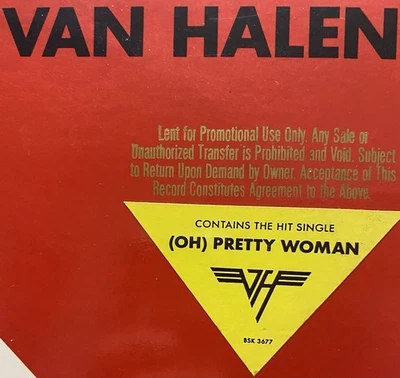 VAN HALEN
Lent for Promotional Use Only. Any Sale or
Unauthorized Transfer is Prohibited and Void. Subject
to Return Upon Demand by Owner. Acceptance of This
Record Constitutes Agreement to the Above.
CONTAINS THE HIT SINGLE
(OH) PRETTY WOMAN
VH
BSK 3677